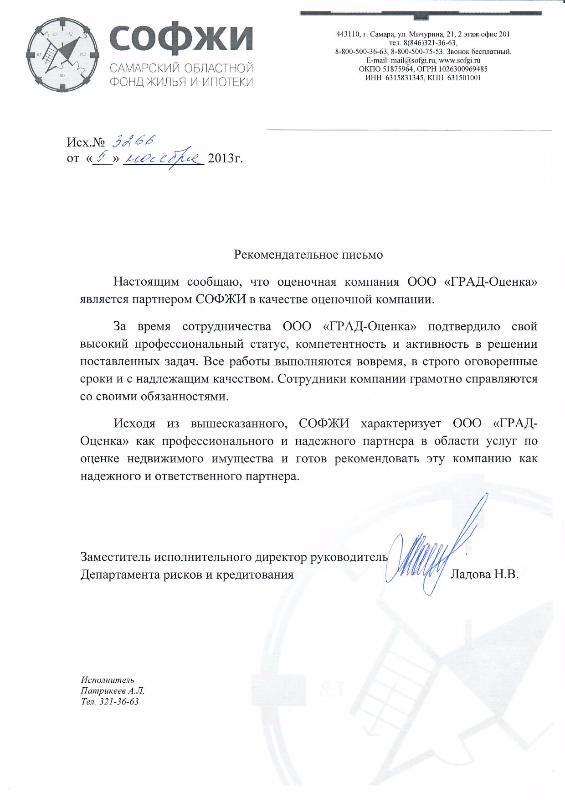 СОФЖИ
САМАРСКИЙ ОБЛАСТНОЙ
ФОНД ЖИЛЬЯ И ИПОТЕКИ
443110, г. Самара, ул. Мичурина, 21, 2 этаж офис 201
тел. 8(846)321-36-63,
8-800-500-36-63, 8-800-500-75-53. Звонок бесплатный.
E-mail: mail@sofgi.ru, www.sofgi.ru
ОКПО 51875964, ОГРН 1026300969485
ИНН 6315831345, КПП 631501001
Исх.№ 3266
от «5» ноября 2013г.
Рекомендательное письмо
Настоящим сообщаю, что оценочная компания ООО «ГРАД-Оценка»
является партнером СОФЖИ в качестве оценочной компании.
За время сотрудничества ООО «ГРАД-Оценка» подтвердило свой
высокий профессиональный статус, компетентность и активность в решении
поставленных задач. Все работы выполняются вовремя, в строго оговоренные
сроки и с надлежащим качеством. Сотрудники компании грамотно справляются
со своими обязанностями.
Исходя из вышесказанного, СОФЖИ характеризует ООО «ГРАД-
Оценка» как профессионального и надежного партнера в области услуг по
оценке недвижимого имущества и готов рекомендовать эту компанию как
надежного и ответственного партнера.
Заместитель исполнительного директор руководитель
Департамента рисков и кредитования Ладова Н.В.
Исполнитель
Патрикеев А.Л.
Тел. 321-36-63